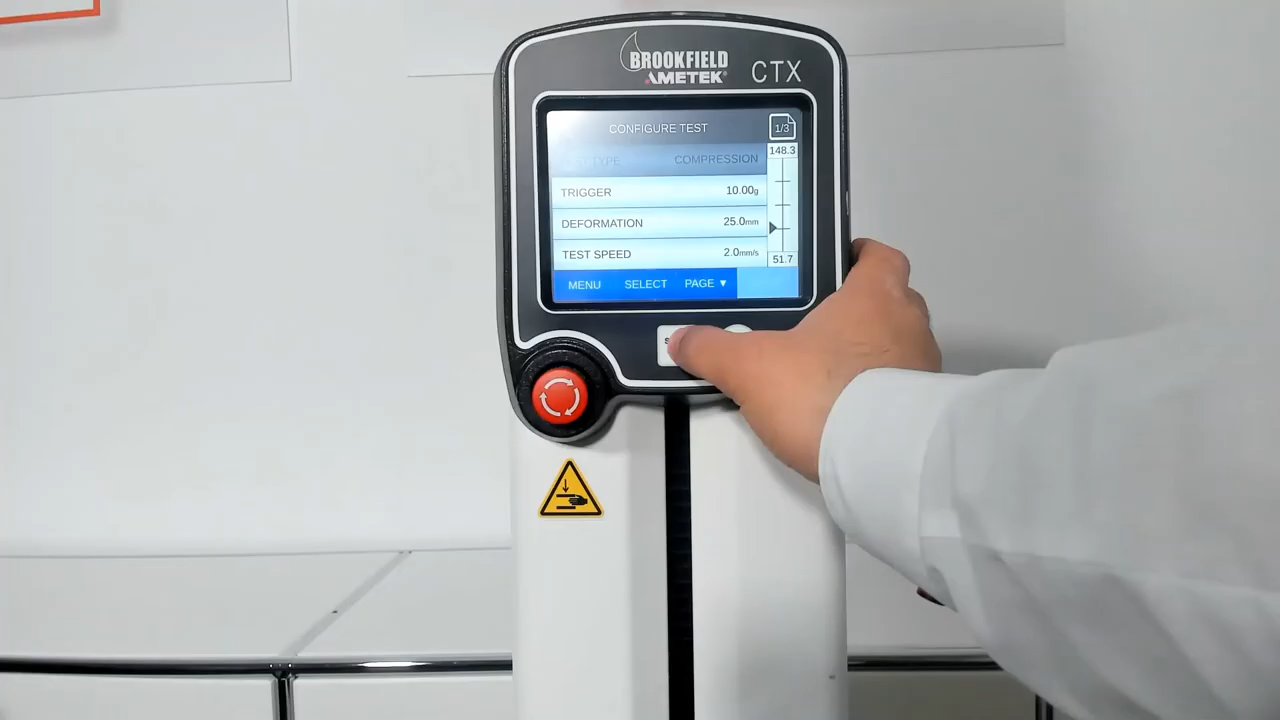 BROOKFIELD
AMETEK® CTX
CONFIGURE TEST 1/3
TYPE COMPRESSION 148.3
TRIGGER 10.00g
DEFORMATION 25.0mm
TEST SPEED 2.0mm/s 51.7
MENU SELECT PAGE ▼